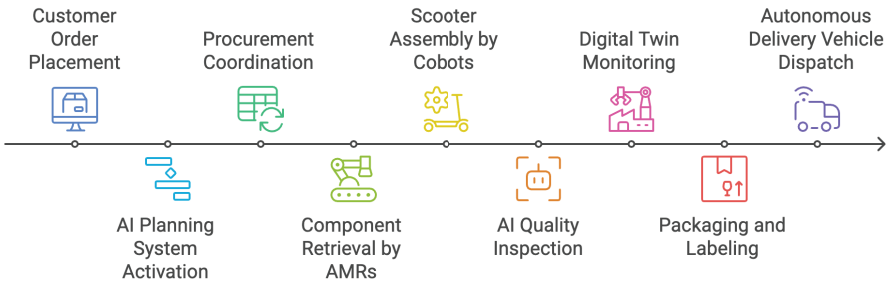 Customer
Order
Placement
AI Planning
System
Activation
Procurement
Coordination
Component
Retrieval by
AMRs
Scooter
Assembly by
Cobots
AI Quality
Inspection
Digital Twin
Monitoring
Packaging and
Labeling
Autonomous
Delivery Vehicle
Dispatch